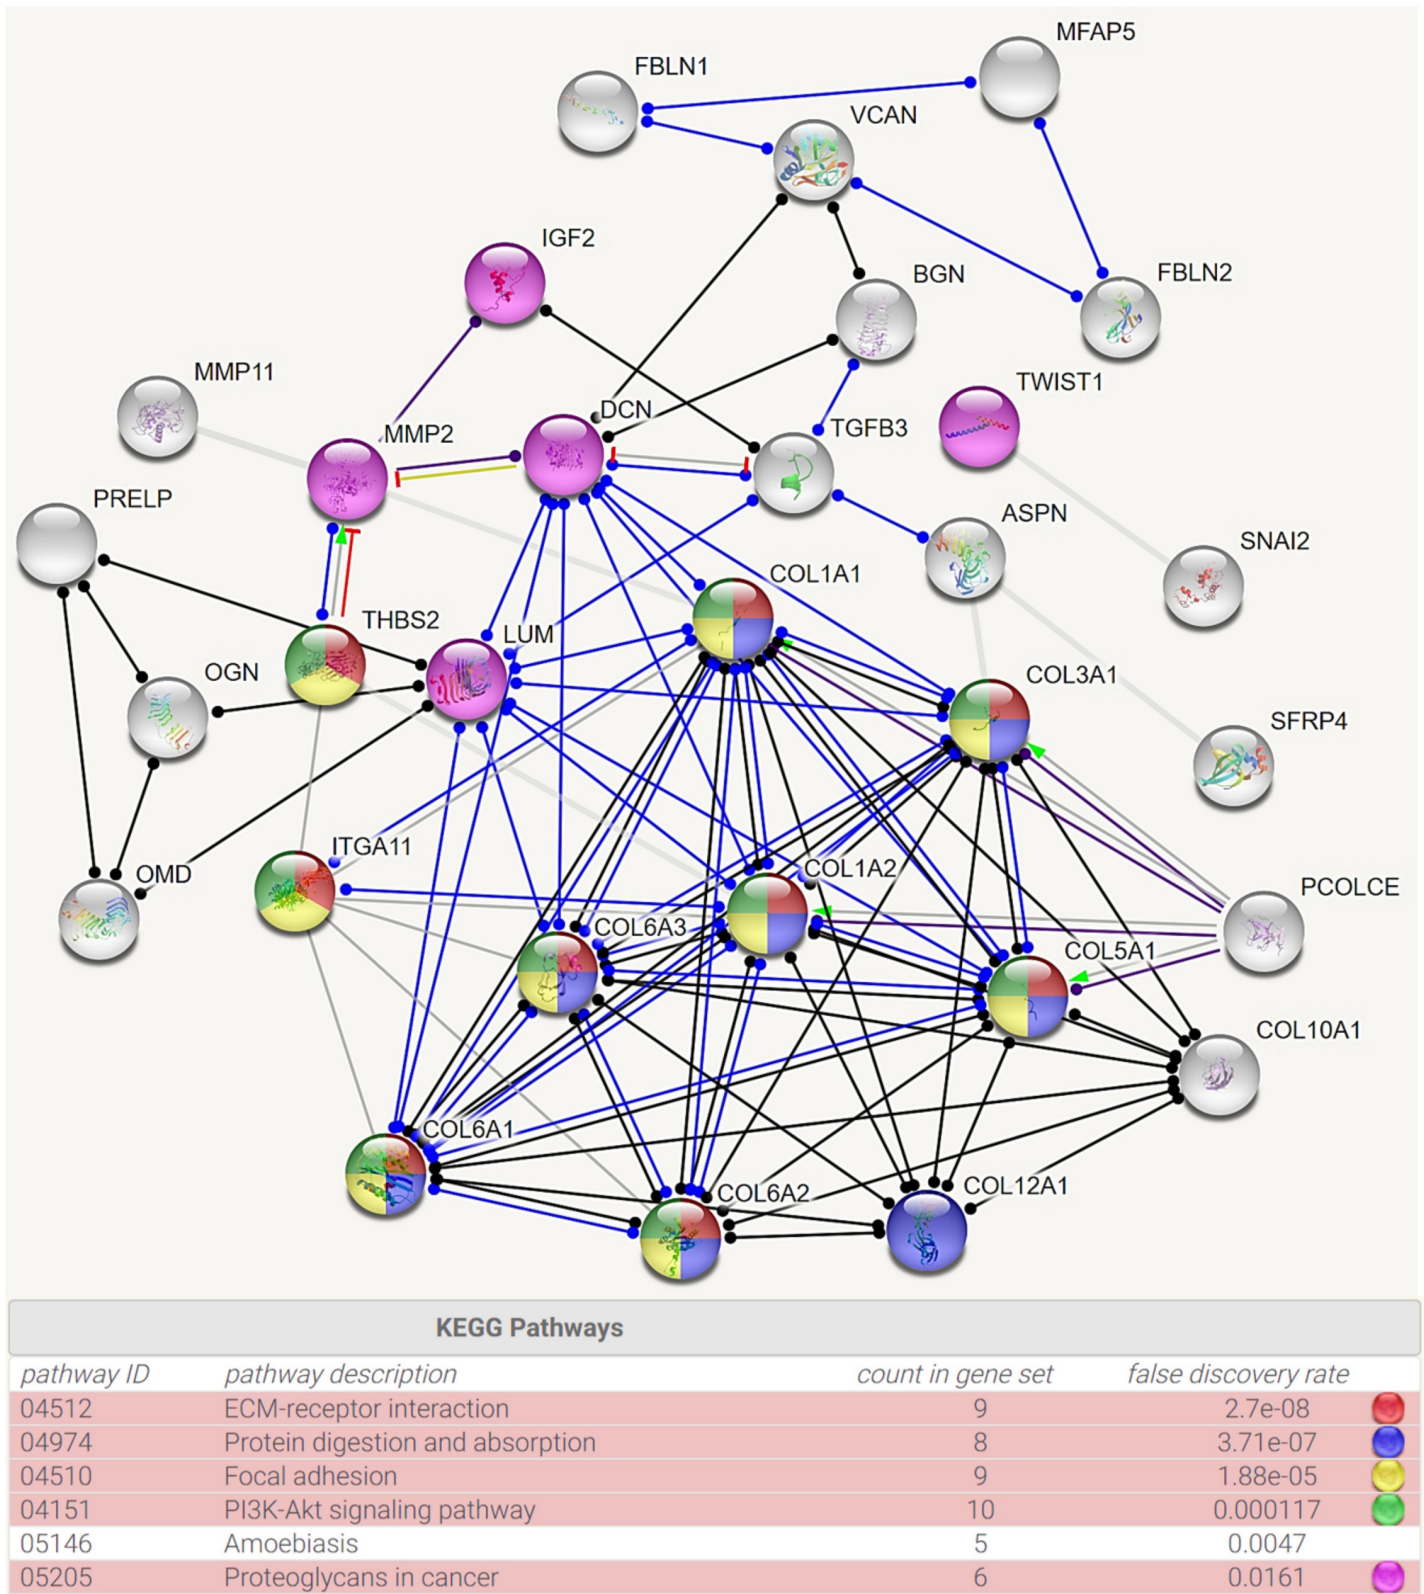 MFAP5
FBLN1
VCAN
IGF2
BGN
FBLN2
MMP11
TWIST1
DCN
MMP2
TGFB3
PRELP
ASPN
SNAI2
COL1A1
THBS2
LUM
OGN
COL3A1
SFRP4
ITGA11
OMD
COL1A2
PCOLCE
COL6A3
COL5A1
COL10A1
COL6A1
COL6A2
COL12A1
KEGG Pathways
pathway ID pathway description count in gene set false discovery rate
04512 ECM-receptor interaction 9 2.7e-08
04974 Protein digestion and absorption 8 3.71e-07
04510 Focal adhesion 9 1.88e-05
04151 PI3K-Akt signaling pathway 10 0.000117
05146 Amoebiasis 5 0.0047
05205 Proteoglycans in cancer 6 0.0161